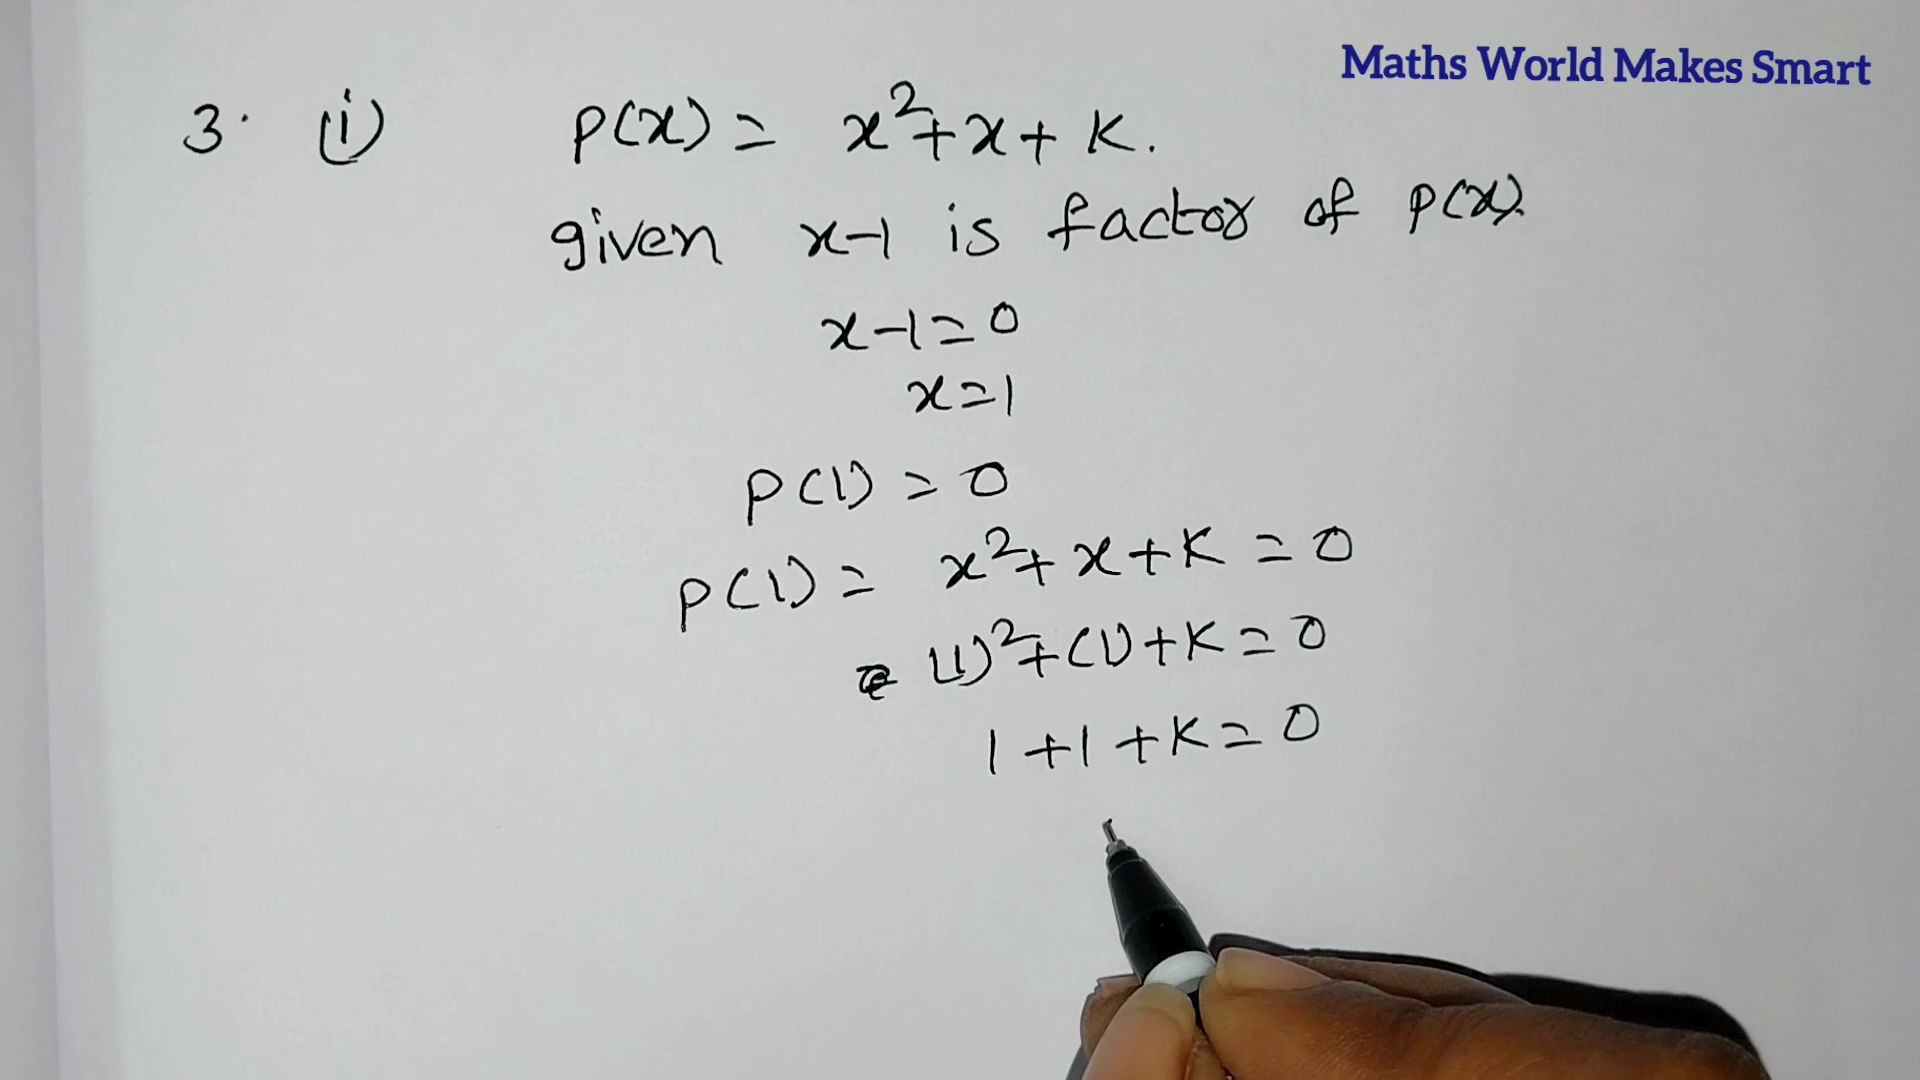 Maths World Makes Smart
3. (i) p(x) = x²+x+K.
given x-1 is factor of p(x).
x-1=0
x=1
p(1) = 0
p(1) = x²+x+K=0
(1)²+(1)+K=0
1+1+K=0